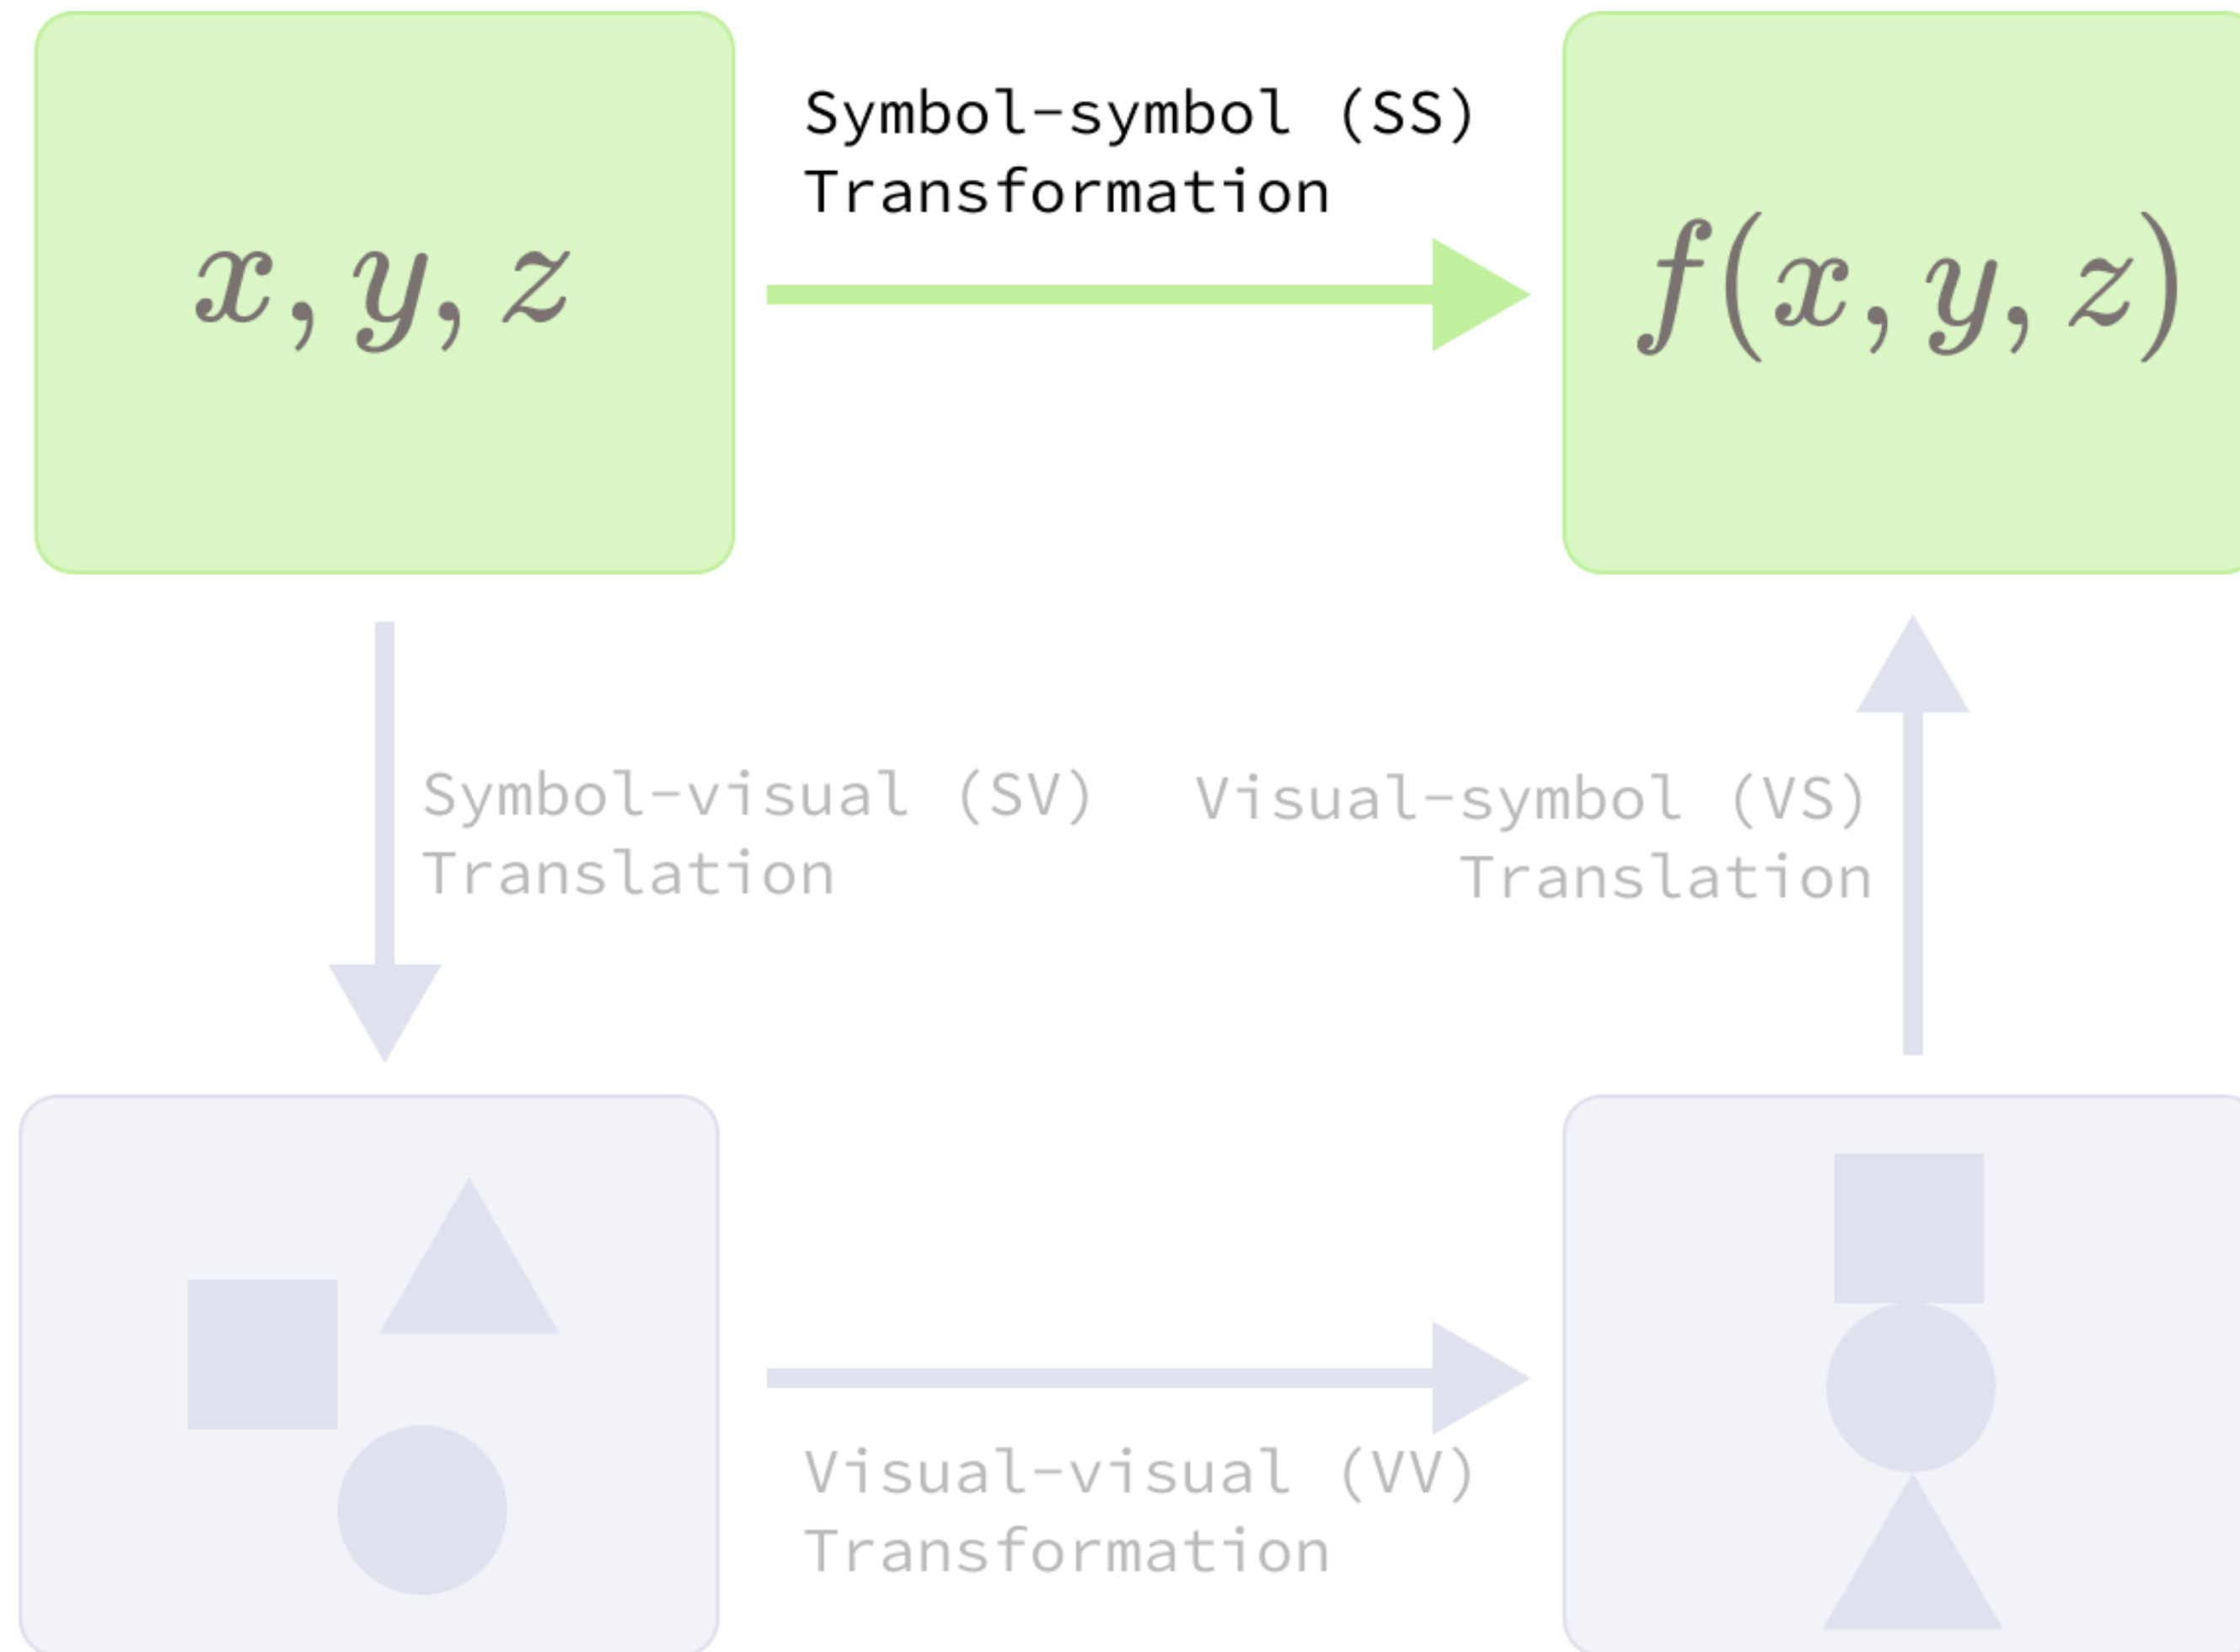 x, y, z
Symbol-symbol (SS)
Transformation
f(x, y, z)
Symbol-visual (SV)
Translation
Visual-symbol (VS)
Translation
Visual-visual (VV)
Transformation